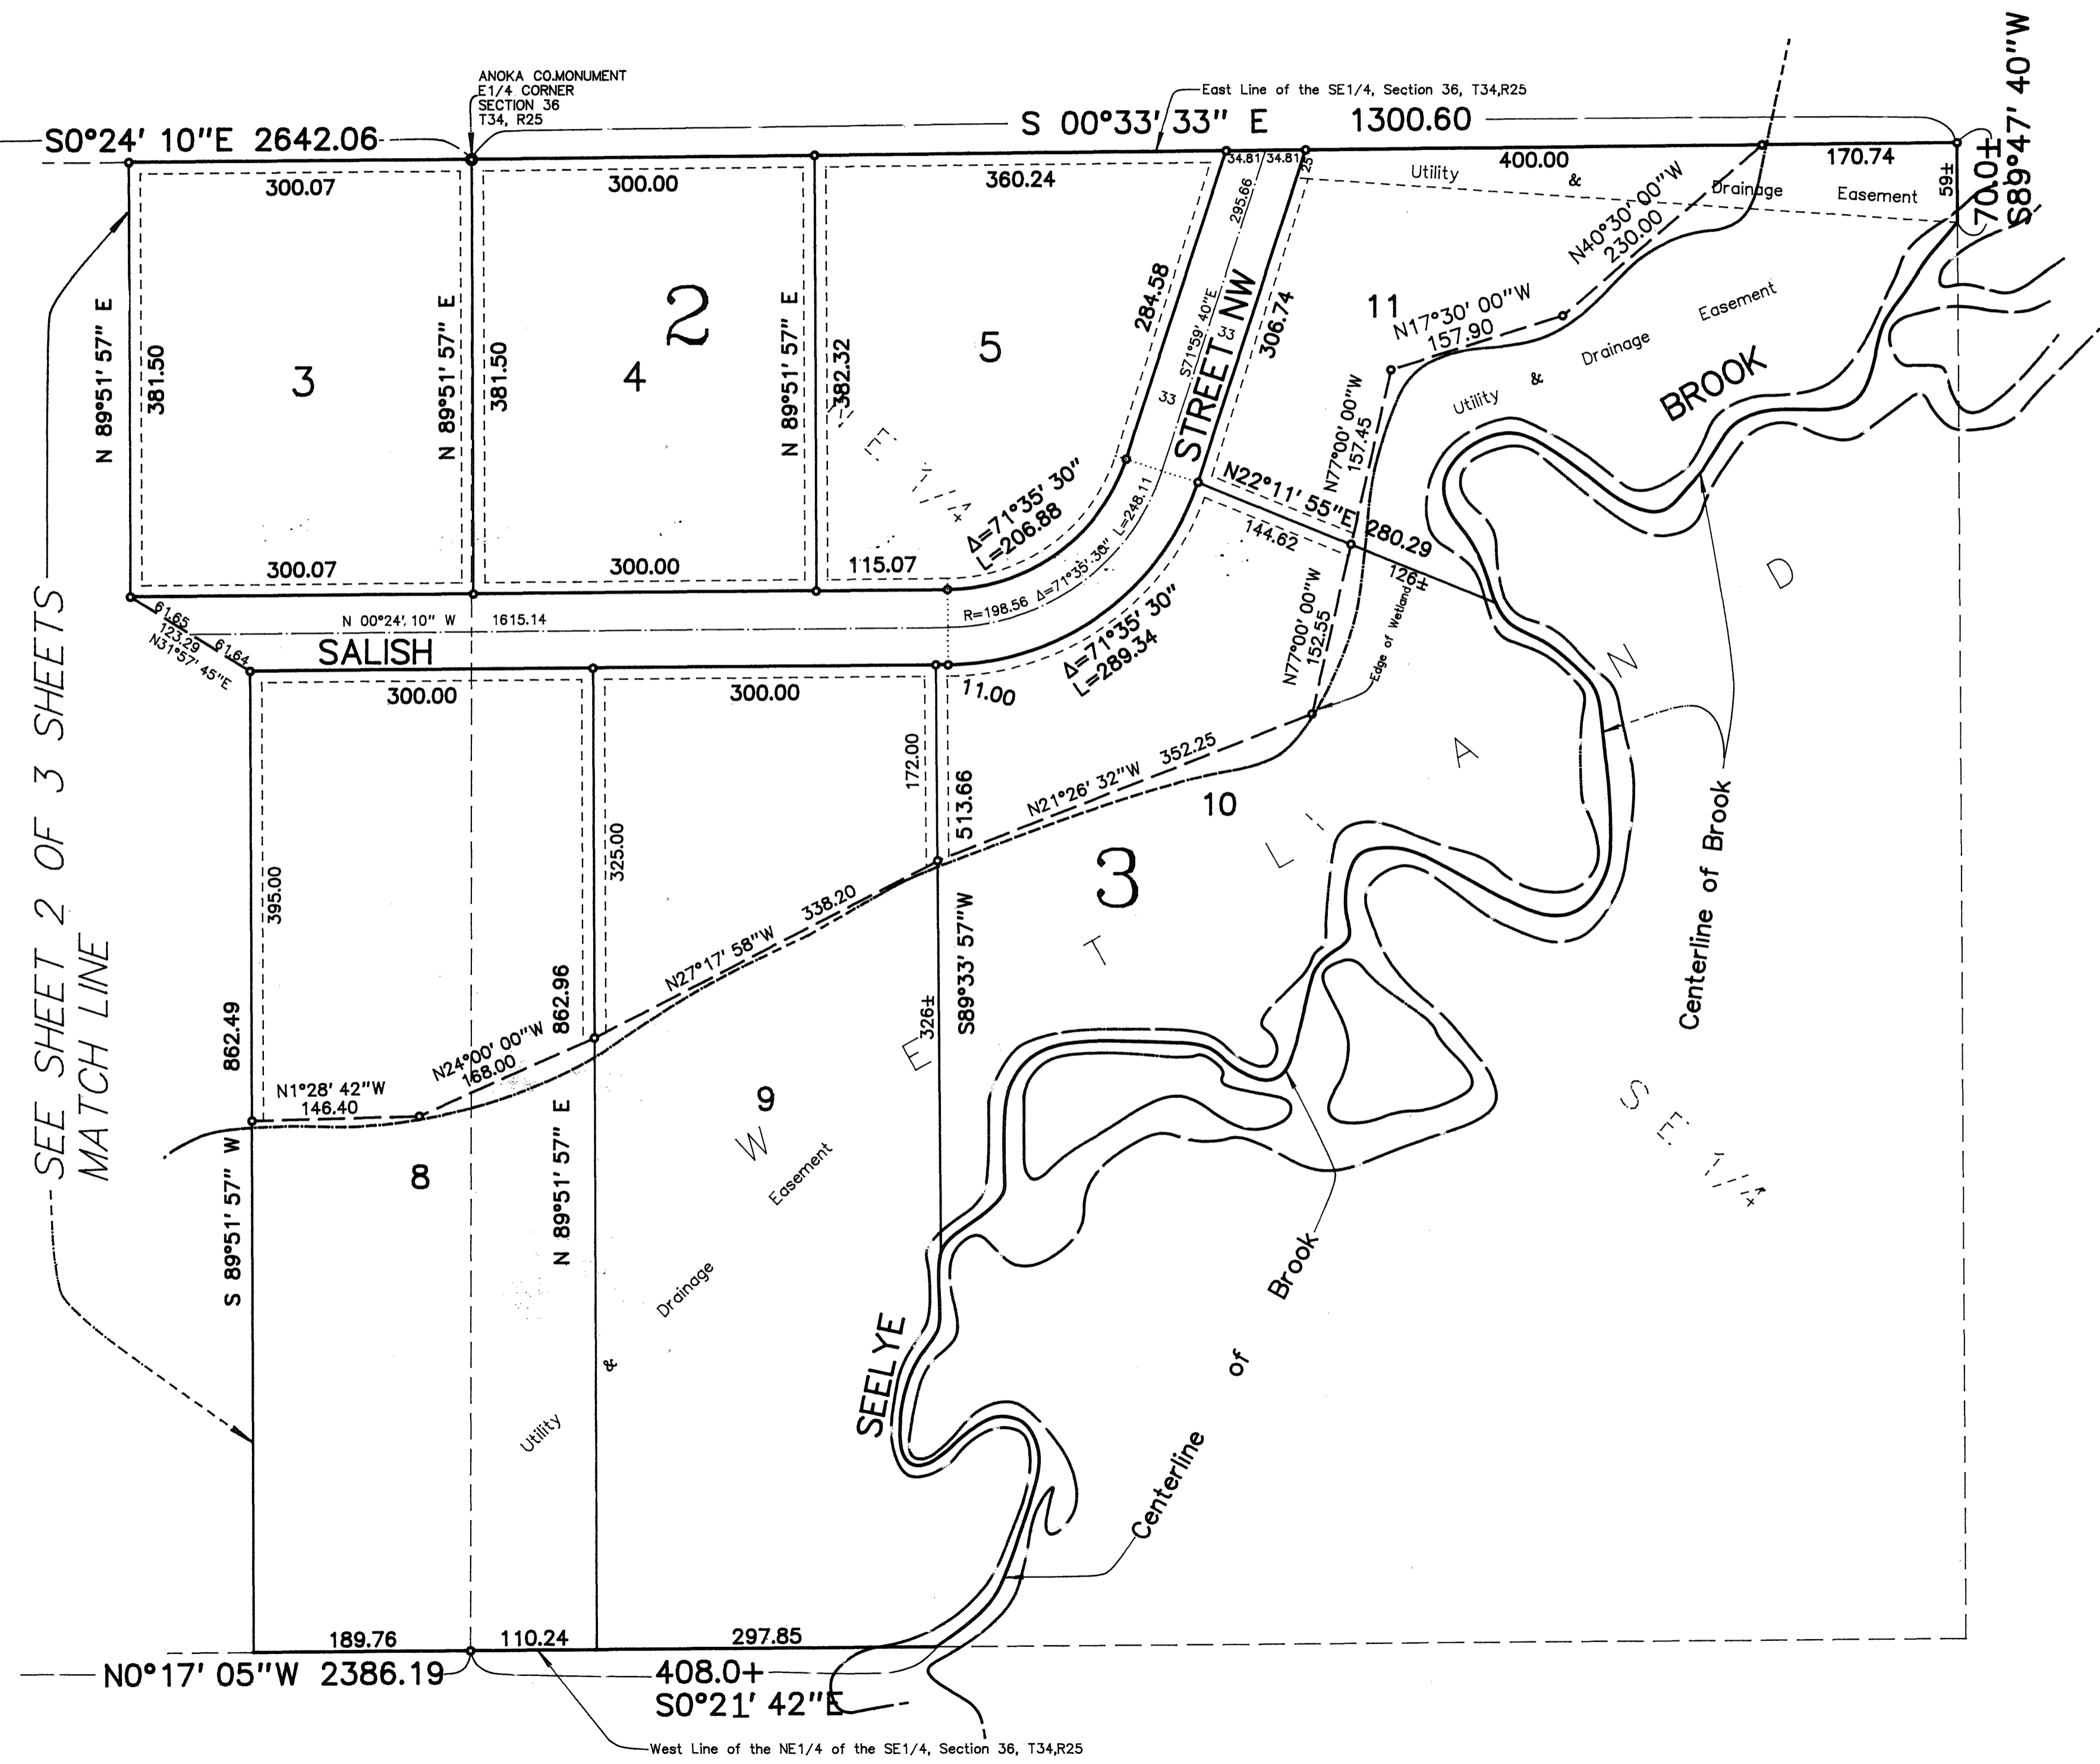 ANOKA CO.MONUMENT
E1/4 CORNER
SECTION 36
T34, R25
East Line of the SE1/4, Section 36, T34,R25
S0°24' 10"E 2642.06
S 00°33' 33" E 1300.60
S89°47' 40"W
70.0±
59±
300.07
300.00
360.24
34.81
34.81
25
400.00
170.74
Utility & Drainage Easement
N40°30' 00"W
230.00
295.66
S71°59' 40"E
284.58
306.74
33
33
STREET NW
11
N17°30' 00"W
157.90
Utility & Drainage Easement
BROOK
N 89°51' 57" E
381.50
3
N 89°51' 57" E
381.50
2
4
N 89°51' 57" E
382.32
5
N E. 1/4
N77°00' 00"W
157.45
N22°11' 55"E 280.29
144.62
126±
Δ=71°35' 30"
L=206.88
R=198.56 Δ=71°35' 30" L=248.11
Δ=71°35' 30"
L=289.34
N77°00' 00"W
152.55
Edge of Wetland
300.07
300.00
115.07
N 00°24' 10" W 1615.14
SALISH
61.65
123.29 61.64
N31°57' 45"E
300.00
300.00
11.00
SEE SHEET 2 OF 3 SHEETS
MATCH LINE
395.00
325.00
172.00
513.66
N21°26' 32"W 352.25
10
3
N27°17' 58"W 338.20
S89°33' 57"W
326±
862.49
862.96
N24°00' 00"W
168.00
N1°28' 42"W
146.40
8
9
S 89°51' 57" W
N 89°51' 57" E
W E T L A N D
Utility & Drainage Easement
Centerline of Brook
S E. 1/4
SEELYE
Centerline of Brook
189.76
110.24
297.85
N0°17' 05"W 2386.19
408.0+
S0°21' 42"E
West Line of the NE1/4 of the SE1/4, Section 36, T34,R25